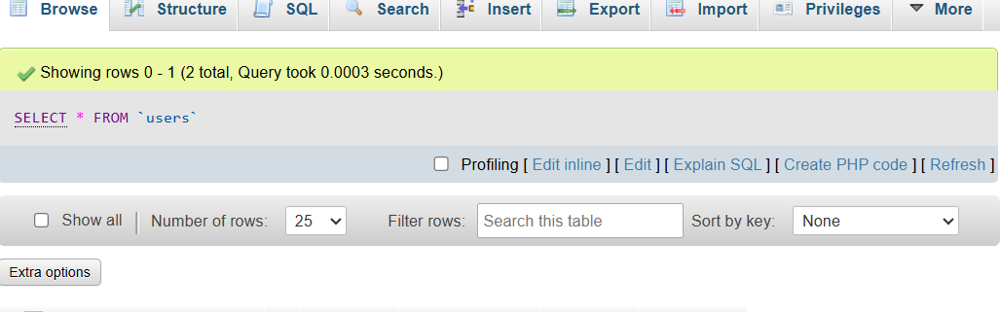 Browse Structure SQL Search Insert Export Import Privileges More
Showing rows 0 - 1 (2 total, Query took 0.0003 seconds.)
SELECT * FROM `users`
Profiling [ Edit inline ] [ Edit ] [ Explain SQL ] [ Create PHP code ] [ Refresh ]
Show all | Number of rows: 25 Filter rows: Search this table Sort by key: None
Extra options